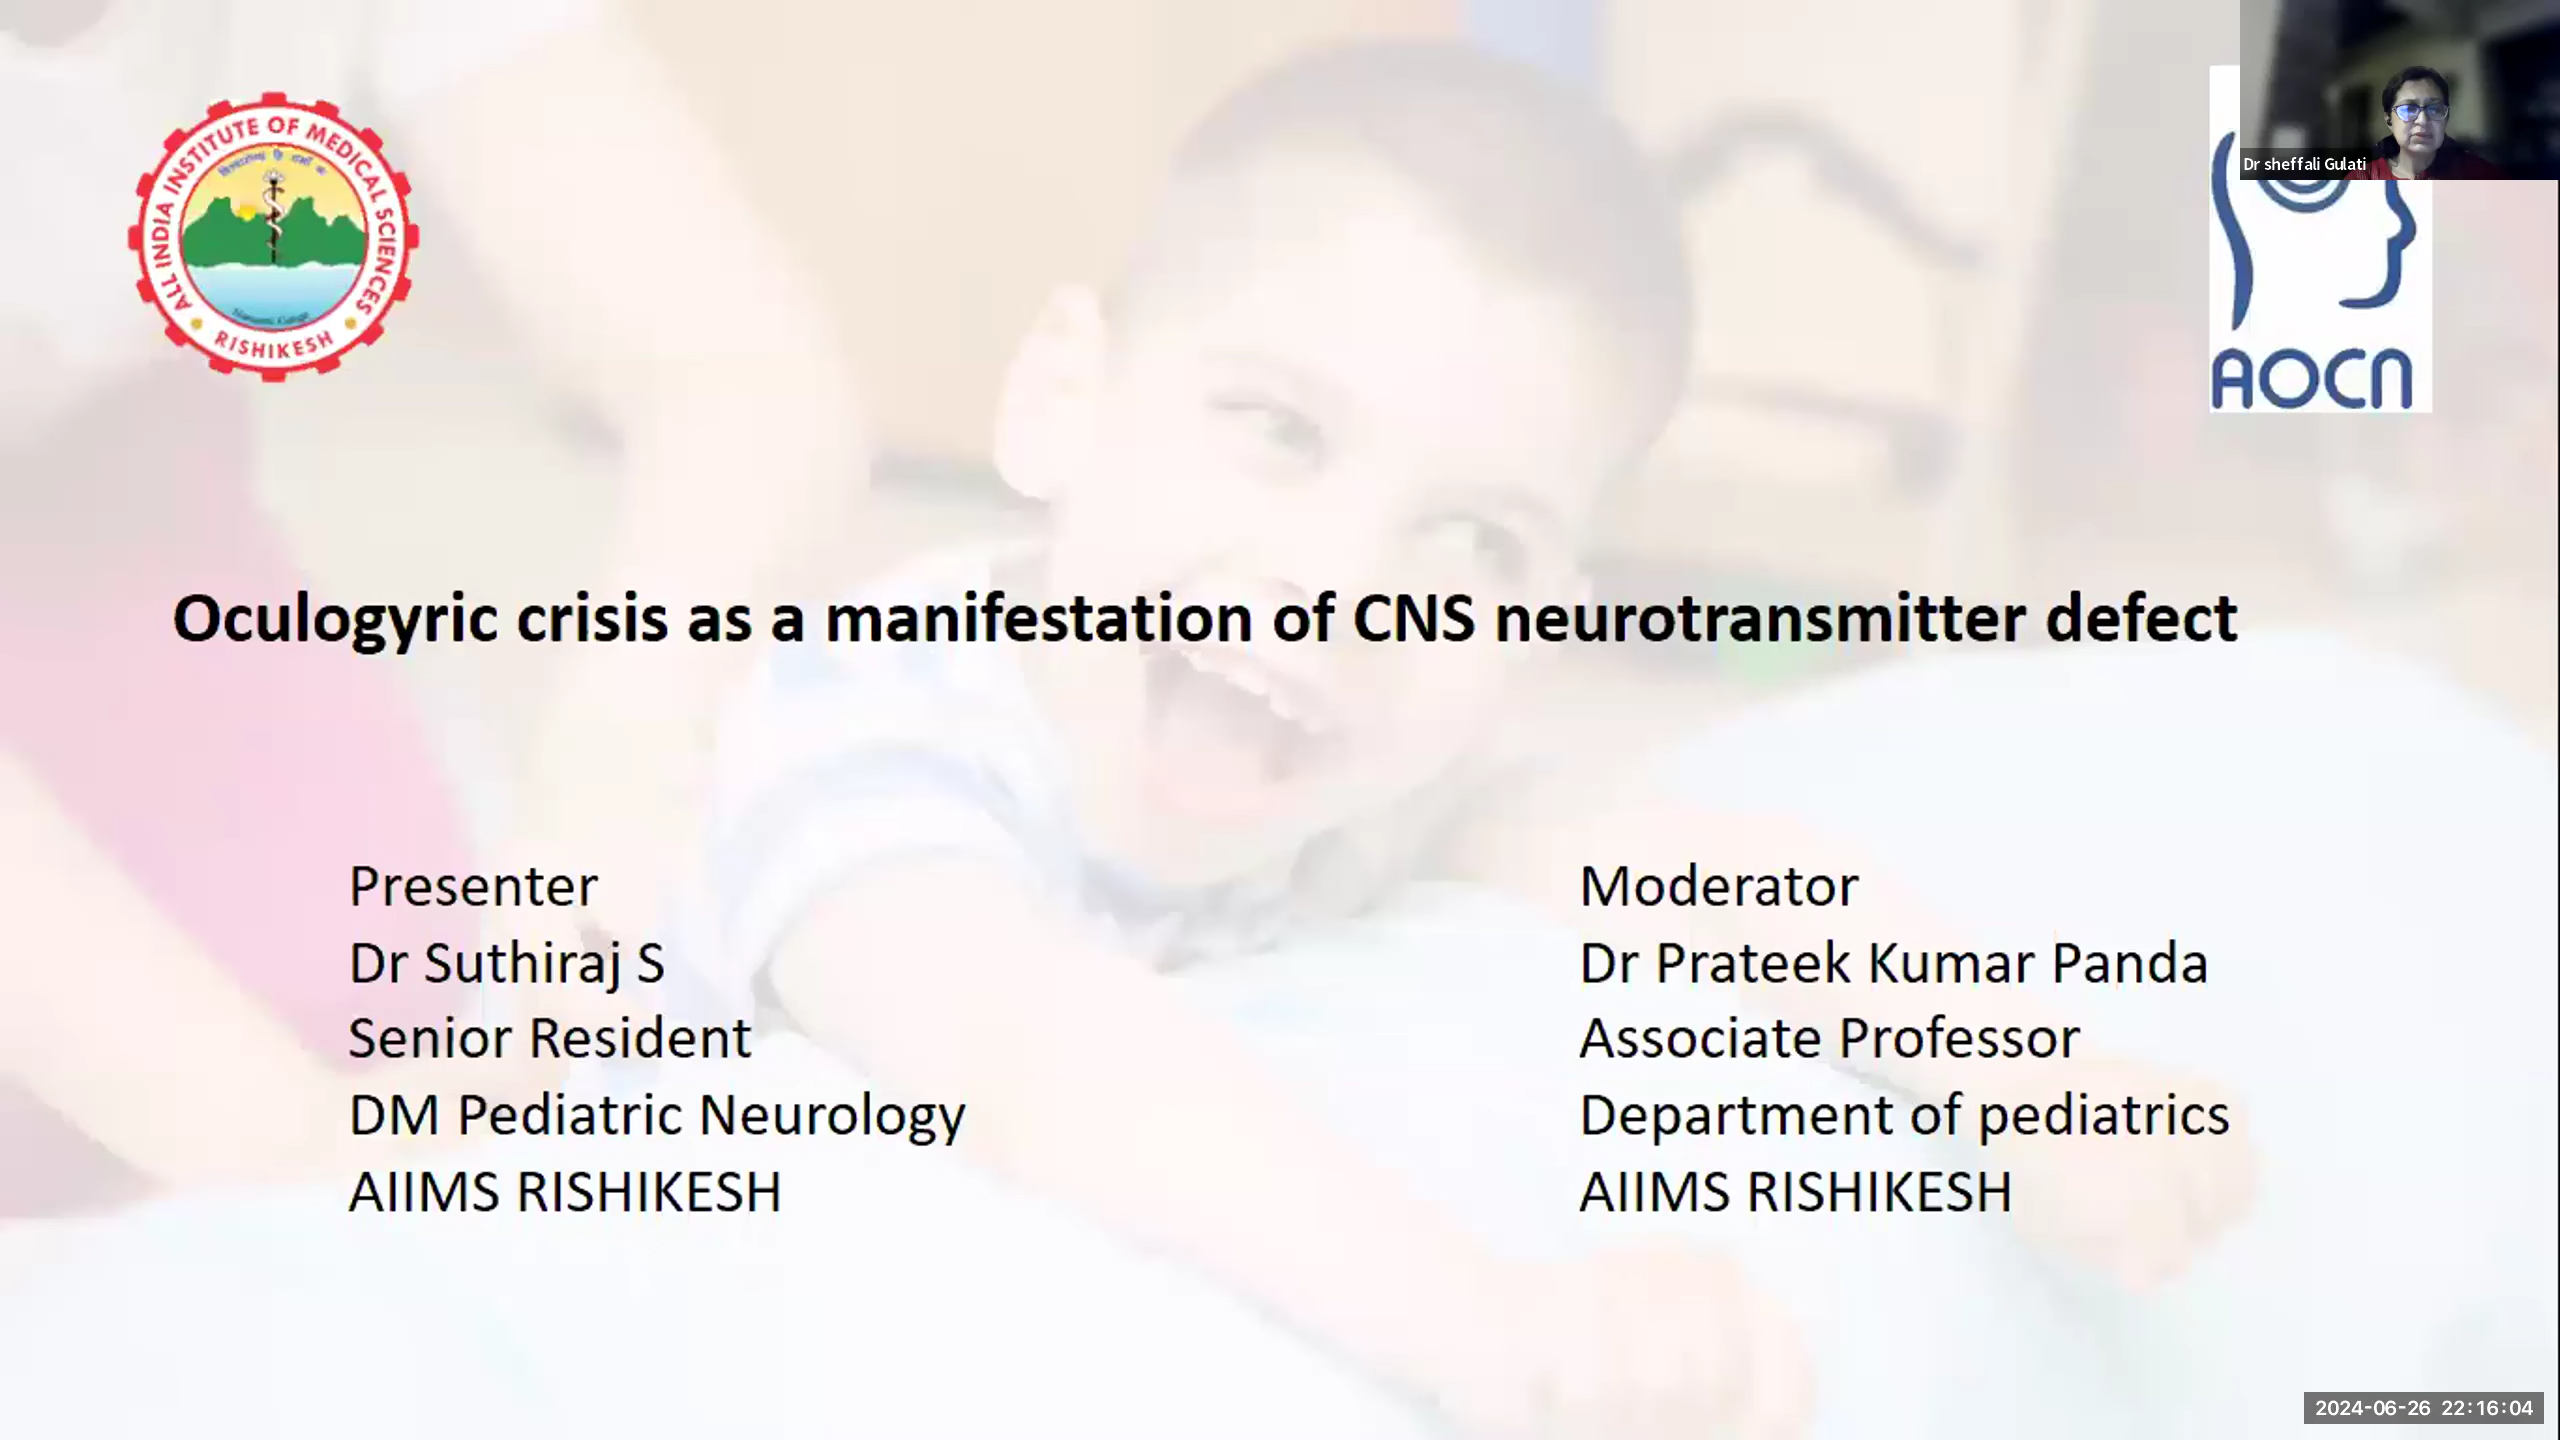 ALL INDIA INSTITUTE OF MEDICAL SCIENCES
RISHIKESH
Dr sheffali Gulati
AOCN
Oculogyric crisis as a manifestation of CNS neurotransmitter defect
Presenter
Dr Suthiraj S
Senior Resident
DM Pediatric Neurology
AIIMS RISHIKESH
Moderator
Dr Prateek Kumar Panda
Associate Professor
Department of pediatrics
AIIMS RISHIKESH
2024-06-26 22:16:04